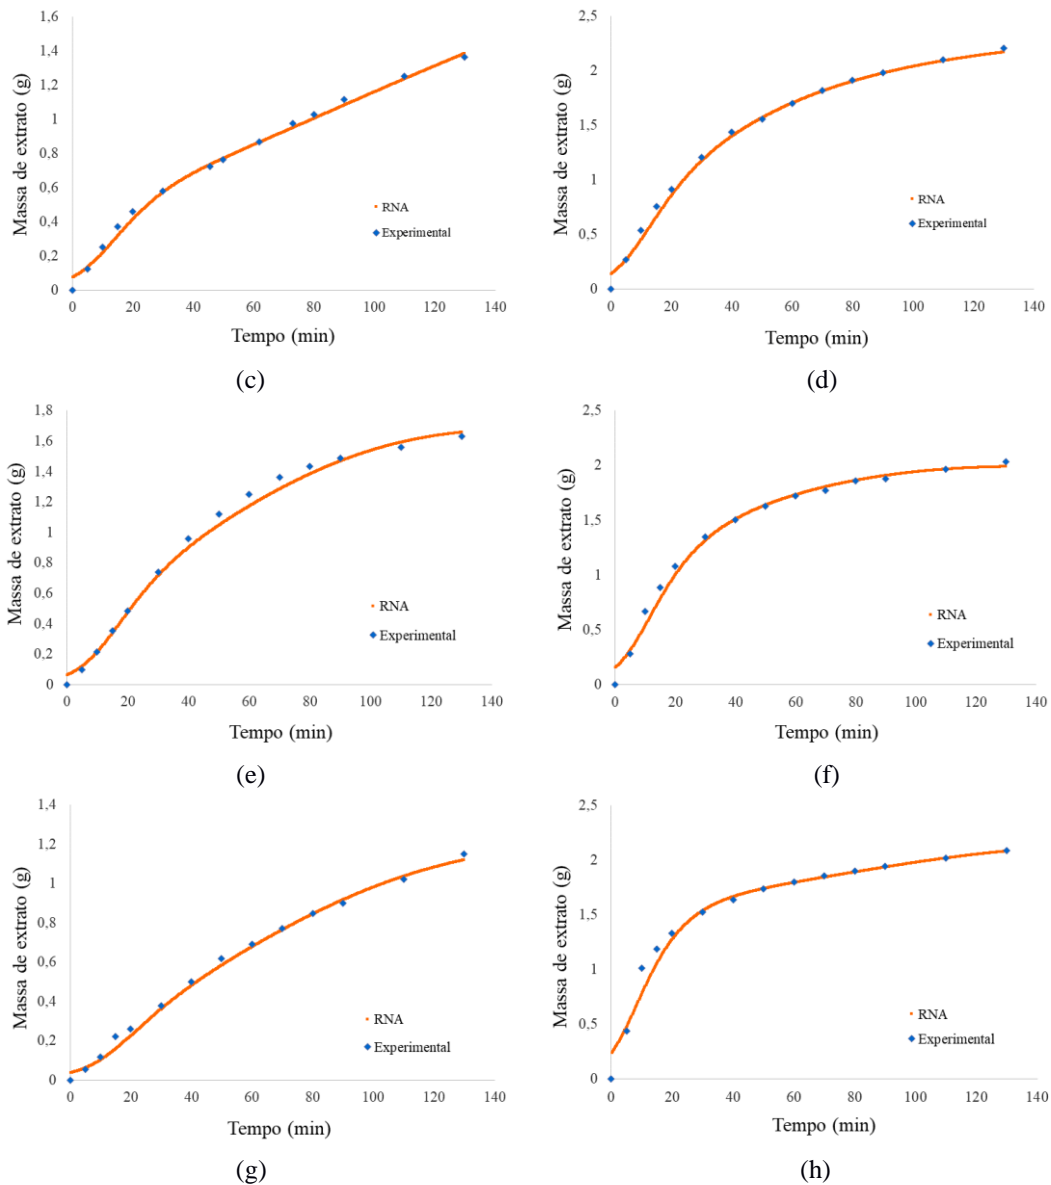 1,6
1,4
1,2
1
0,8
0,6
0,4
0,2
0
Massa de extrato (g)
RNA
Experimental
0 20 40 60 80 100 120 140
Tempo (min)
(c)
2,5
2
1,5
1
0,5
0
Massa de extrato (g)
RNA
Experimental
0 20 40 60 80 100 120 140
Tempo (min)
(d)
1,8
1,6
1,4
1,2
1
0,8
0,6
0,4
0,2
0
Massa de extrato (g)
RNA
Experimental
0 20 40 60 80 100 120 140
Tempo (min)
(e)
2,5
2
1,5
1
0,5
0
Massa de extrato (g)
RNA
Experimental
0 20 40 60 80 100 120 140
Tempo (min)
(f)
1,4
1,2
1
0,8
0,6
0,4
0,2
0
Massa de extrato (g)
RNA
Experimental
0 20 40 60 80 100 120 140
Tempo (min)
(g)
2,5
2
1,5
1
0,5
0
Massa de extrato (g)
RNA
Experimental
0 20 40 60 80 100 120 140
Tempo (min)
(h)